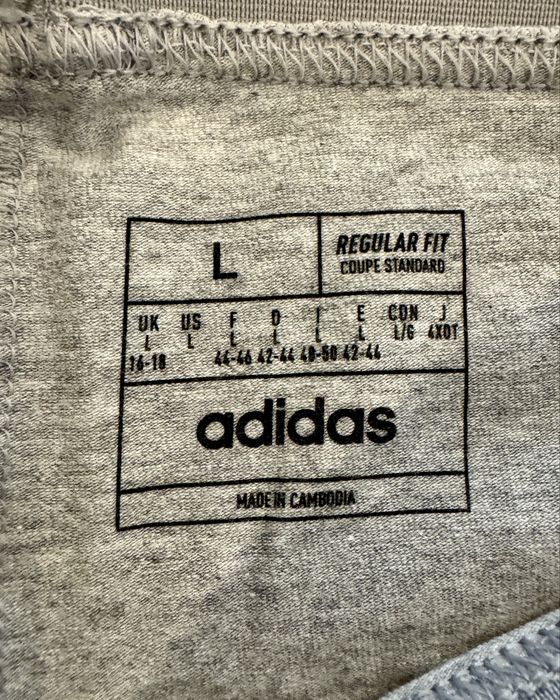 L
REGULAR FIT
COUPE STANDARD
UK US F D I E CDN J
L L L L L L L/G 4XOT
16-18 44-46 42-44 48-50 42-44
adidas
MADE IN CAMBODIA